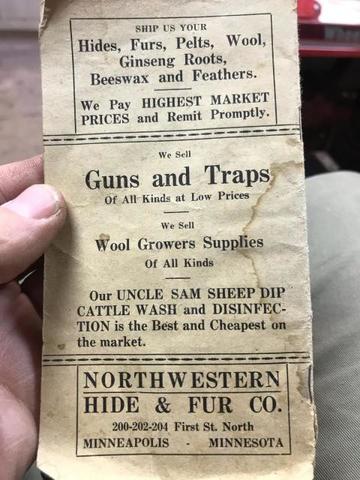 SHIP US YOUR
Hides, Furs, Pelts, Wool,
Ginseng Roots,
Beeswax and Feathers.
We Pay HIGHEST MARKET
PRICES and Remit Promptly.
We Sell
Guns and Traps
Of All Kinds at Low Prices
We Sell
Wool Growers Supplies
Of All Kinds
Our UNCLE SAM SHEEP DIP
CATTLE WASH and DISINFEC-
TION is the Best and Cheapest on
the market.
NORTHWESTERN
HIDE & FUR CO.
200-202-204 First St. North
MINNEAPOLIS - MINNESOTA